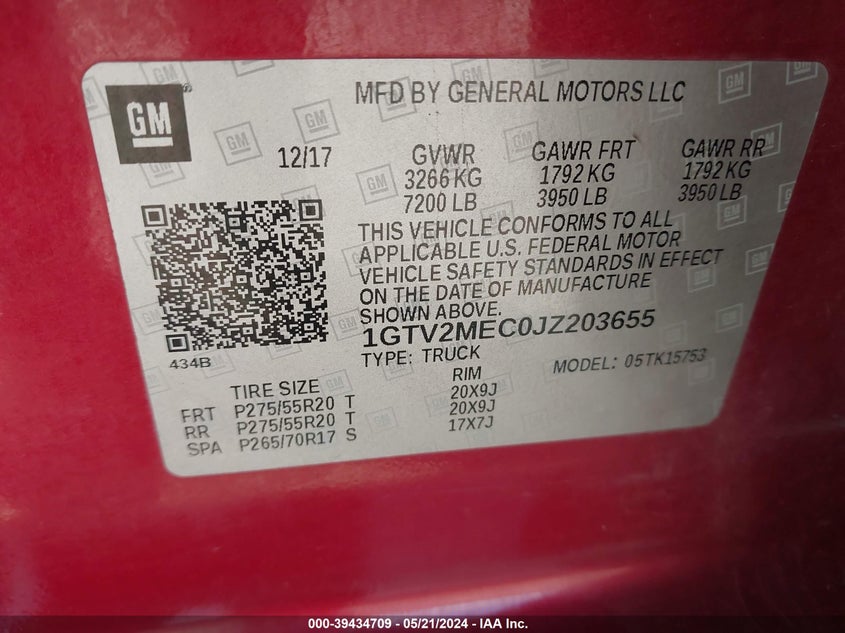 GM
MFD BY GENERAL MOTORS LLC
12/17 GVWR GAWR FRT GAWR RR
3266 KG 1792 KG 1792 KG
7200 LB 3950 LB 3950 LB
THIS VEHICLE CONFORMS TO ALL
APPLICABLE U.S. FEDERAL MOTOR
VEHICLE SAFETY STANDARDS IN EFFECT
ON THE DATE OF MANUFACTURE
SHOWN ABOVE.
1GTV2MEC0JZ203655
434B TYPE: TRUCK MODEL: 05TK15753
TIRE SIZE RIM
FRT P275/55R20 T 20X9J
RR P275/55R20 T 20X9J
SPA P265/70R17 S 17X7J
000-39434709 — 05/21/2024 — IAA Inc.